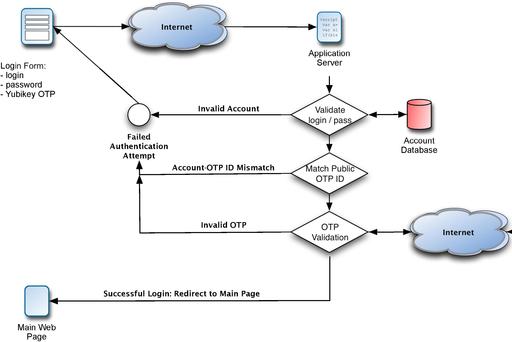 Internet
Application
Server
Login Form:
- login
- password
- Yubikey OTP
Invalid Account
Validate
login / pass
Account
Database
Failed
Authentication
Attempt
Account-OTP ID Mismatch
Match Public
OTP ID
Invalid OTP
OTP
Validation
Internet
Successful Login: Redirect to Main Page
Main Web
Page